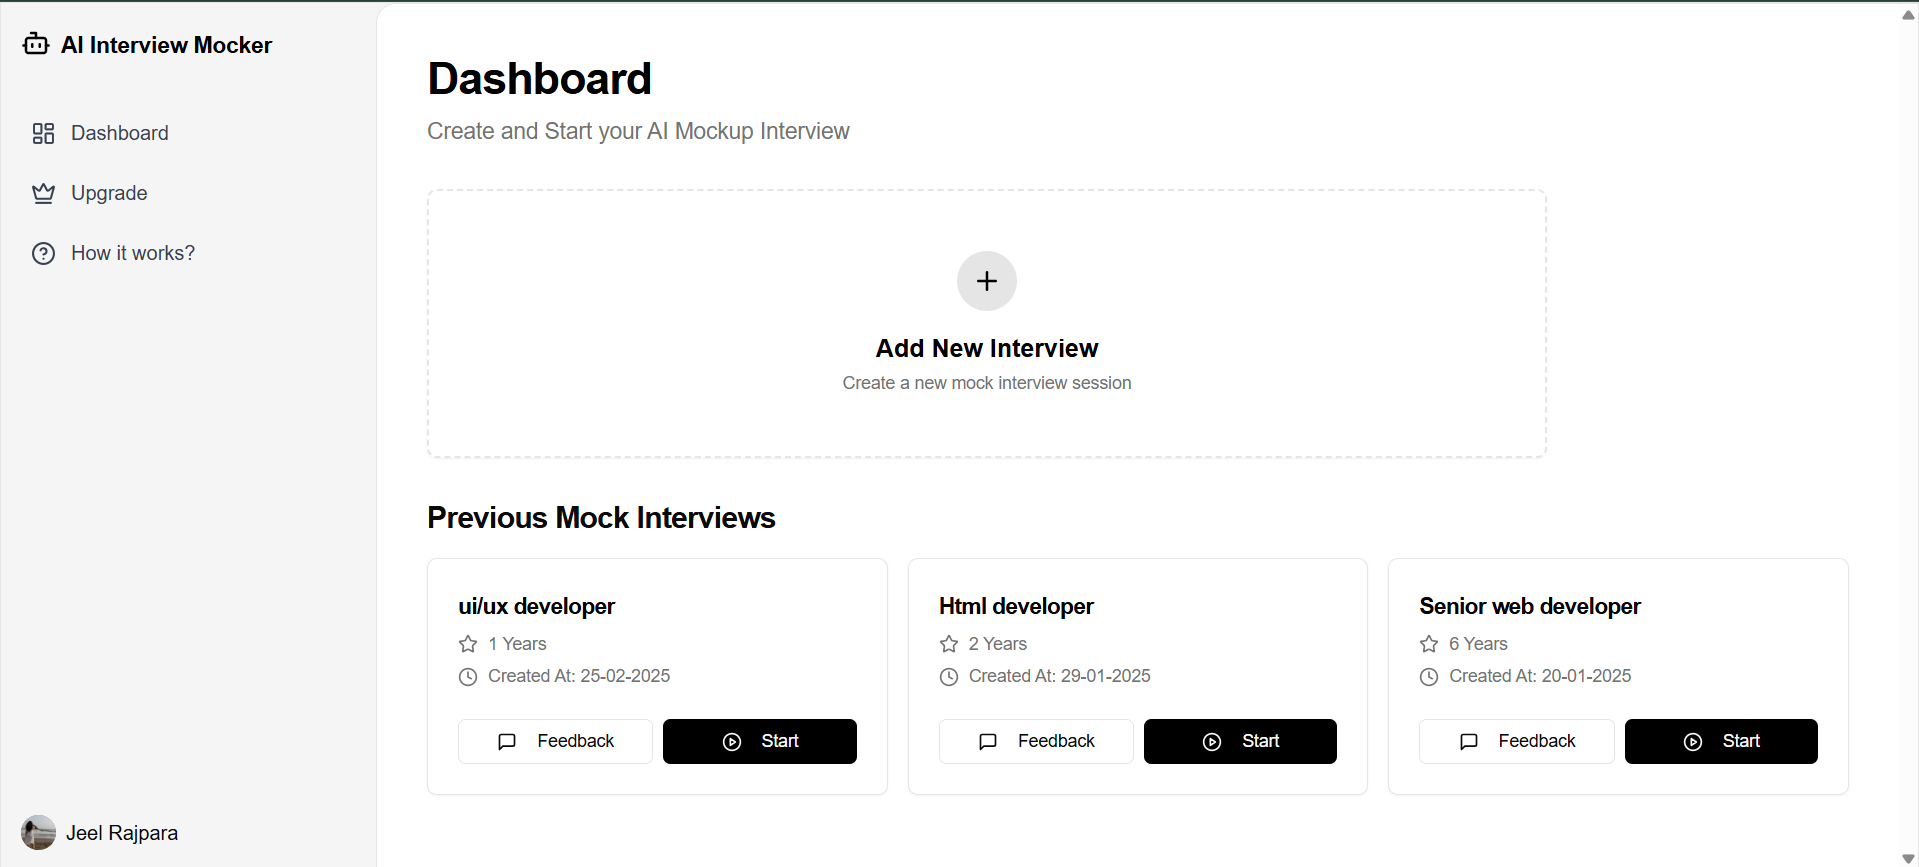 AI Interview Mocker
Dashboard
Upgrade
How it works?
Jeel Rajpara
Dashboard
Create and Start your AI Mockup Interview
Add New Interview
Create a new mock interview session
Previous Mock Interviews
ui/ux developer
1 Years
Created At: 25-02-2025
Feedback
Start
Html developer
2 Years
Created At: 29-01-2025
Feedback
Start
Senior web developer
6 Years
Created At: 20-01-2025
Feedback
Start